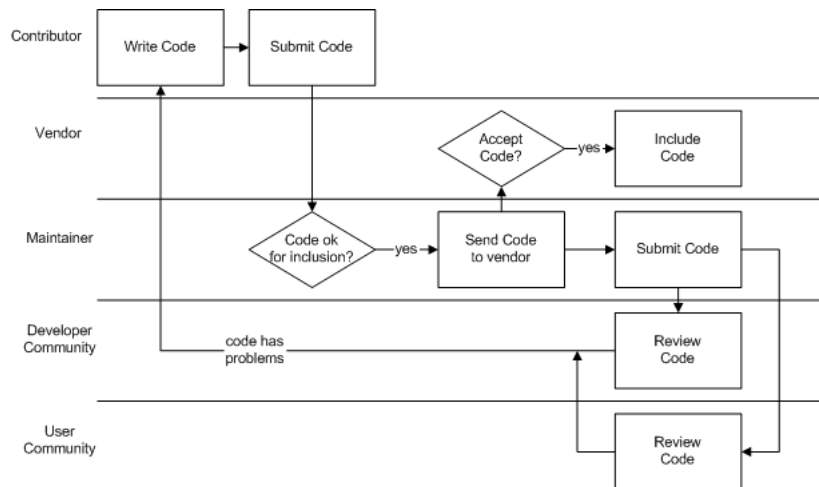 Contributor
Write Code
Submit Code
Vendor
Accept
Code?
yes
Include
Code
Maintainer
Code ok
for inclusion?
yes
Send Code
to vendor
Submit Code
Developer
Community
code has
problems
Review
Code
User
Community
Review
Code